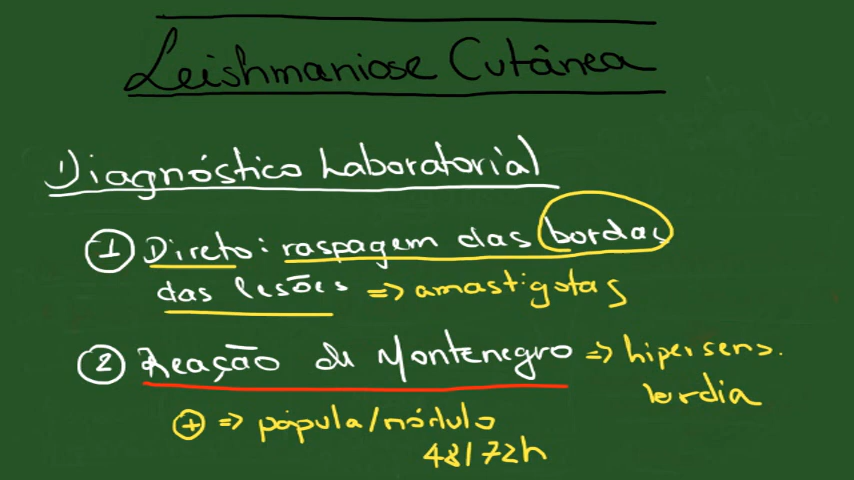 Leishmaniose Cutânea
Diagnóstico Laboratorial
1 Direto: raspagem das bordas
das lesões => amastigotas
2 Reação de Montenegro => hipersens.
tardia
+ => pápula/nódulo
48/72h